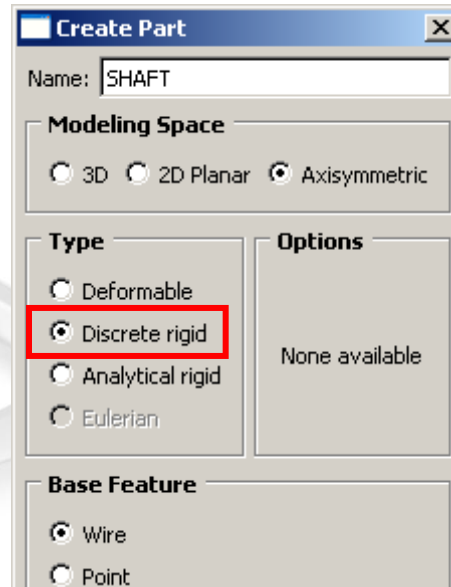 Create Part
Name: SHAFT
Modeling Space
3D 2D Planar Axisymmetric
Type
Options
Deformable
Discrete rigid
Analytical rigid
Eulerian
None available
Base Feature
Wire
Point